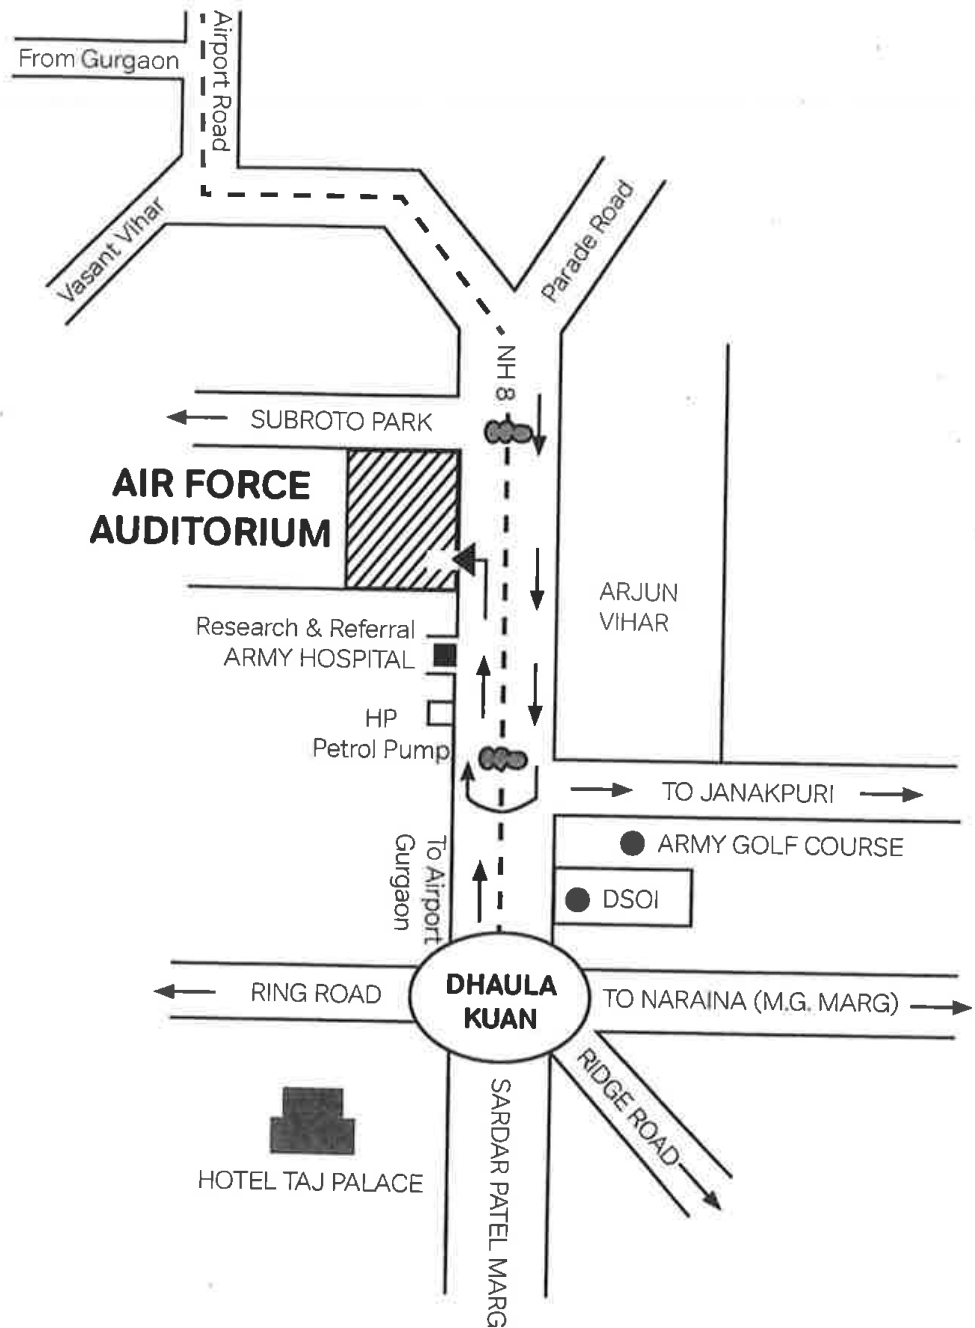 Airport Road
From Gurgaon
Vasant Vihar
Parade Road
NH 8
SUBROTO PARK
AIR FORCE
AUDITORIUM
ARJUN
VIHAR
Research & Referral
ARMY HOSPITAL
HP
Petrol Pump
TO JANAKPURI
ARMY GOLF COURSE
To Airport
Gurgaon
DSOI
DHAULA
KUAN
RING ROAD
TO NARAINA (M.G. MARG)
RIDGE ROAD
SARDAR PATEL MARG
HOTEL TAJ PALACE